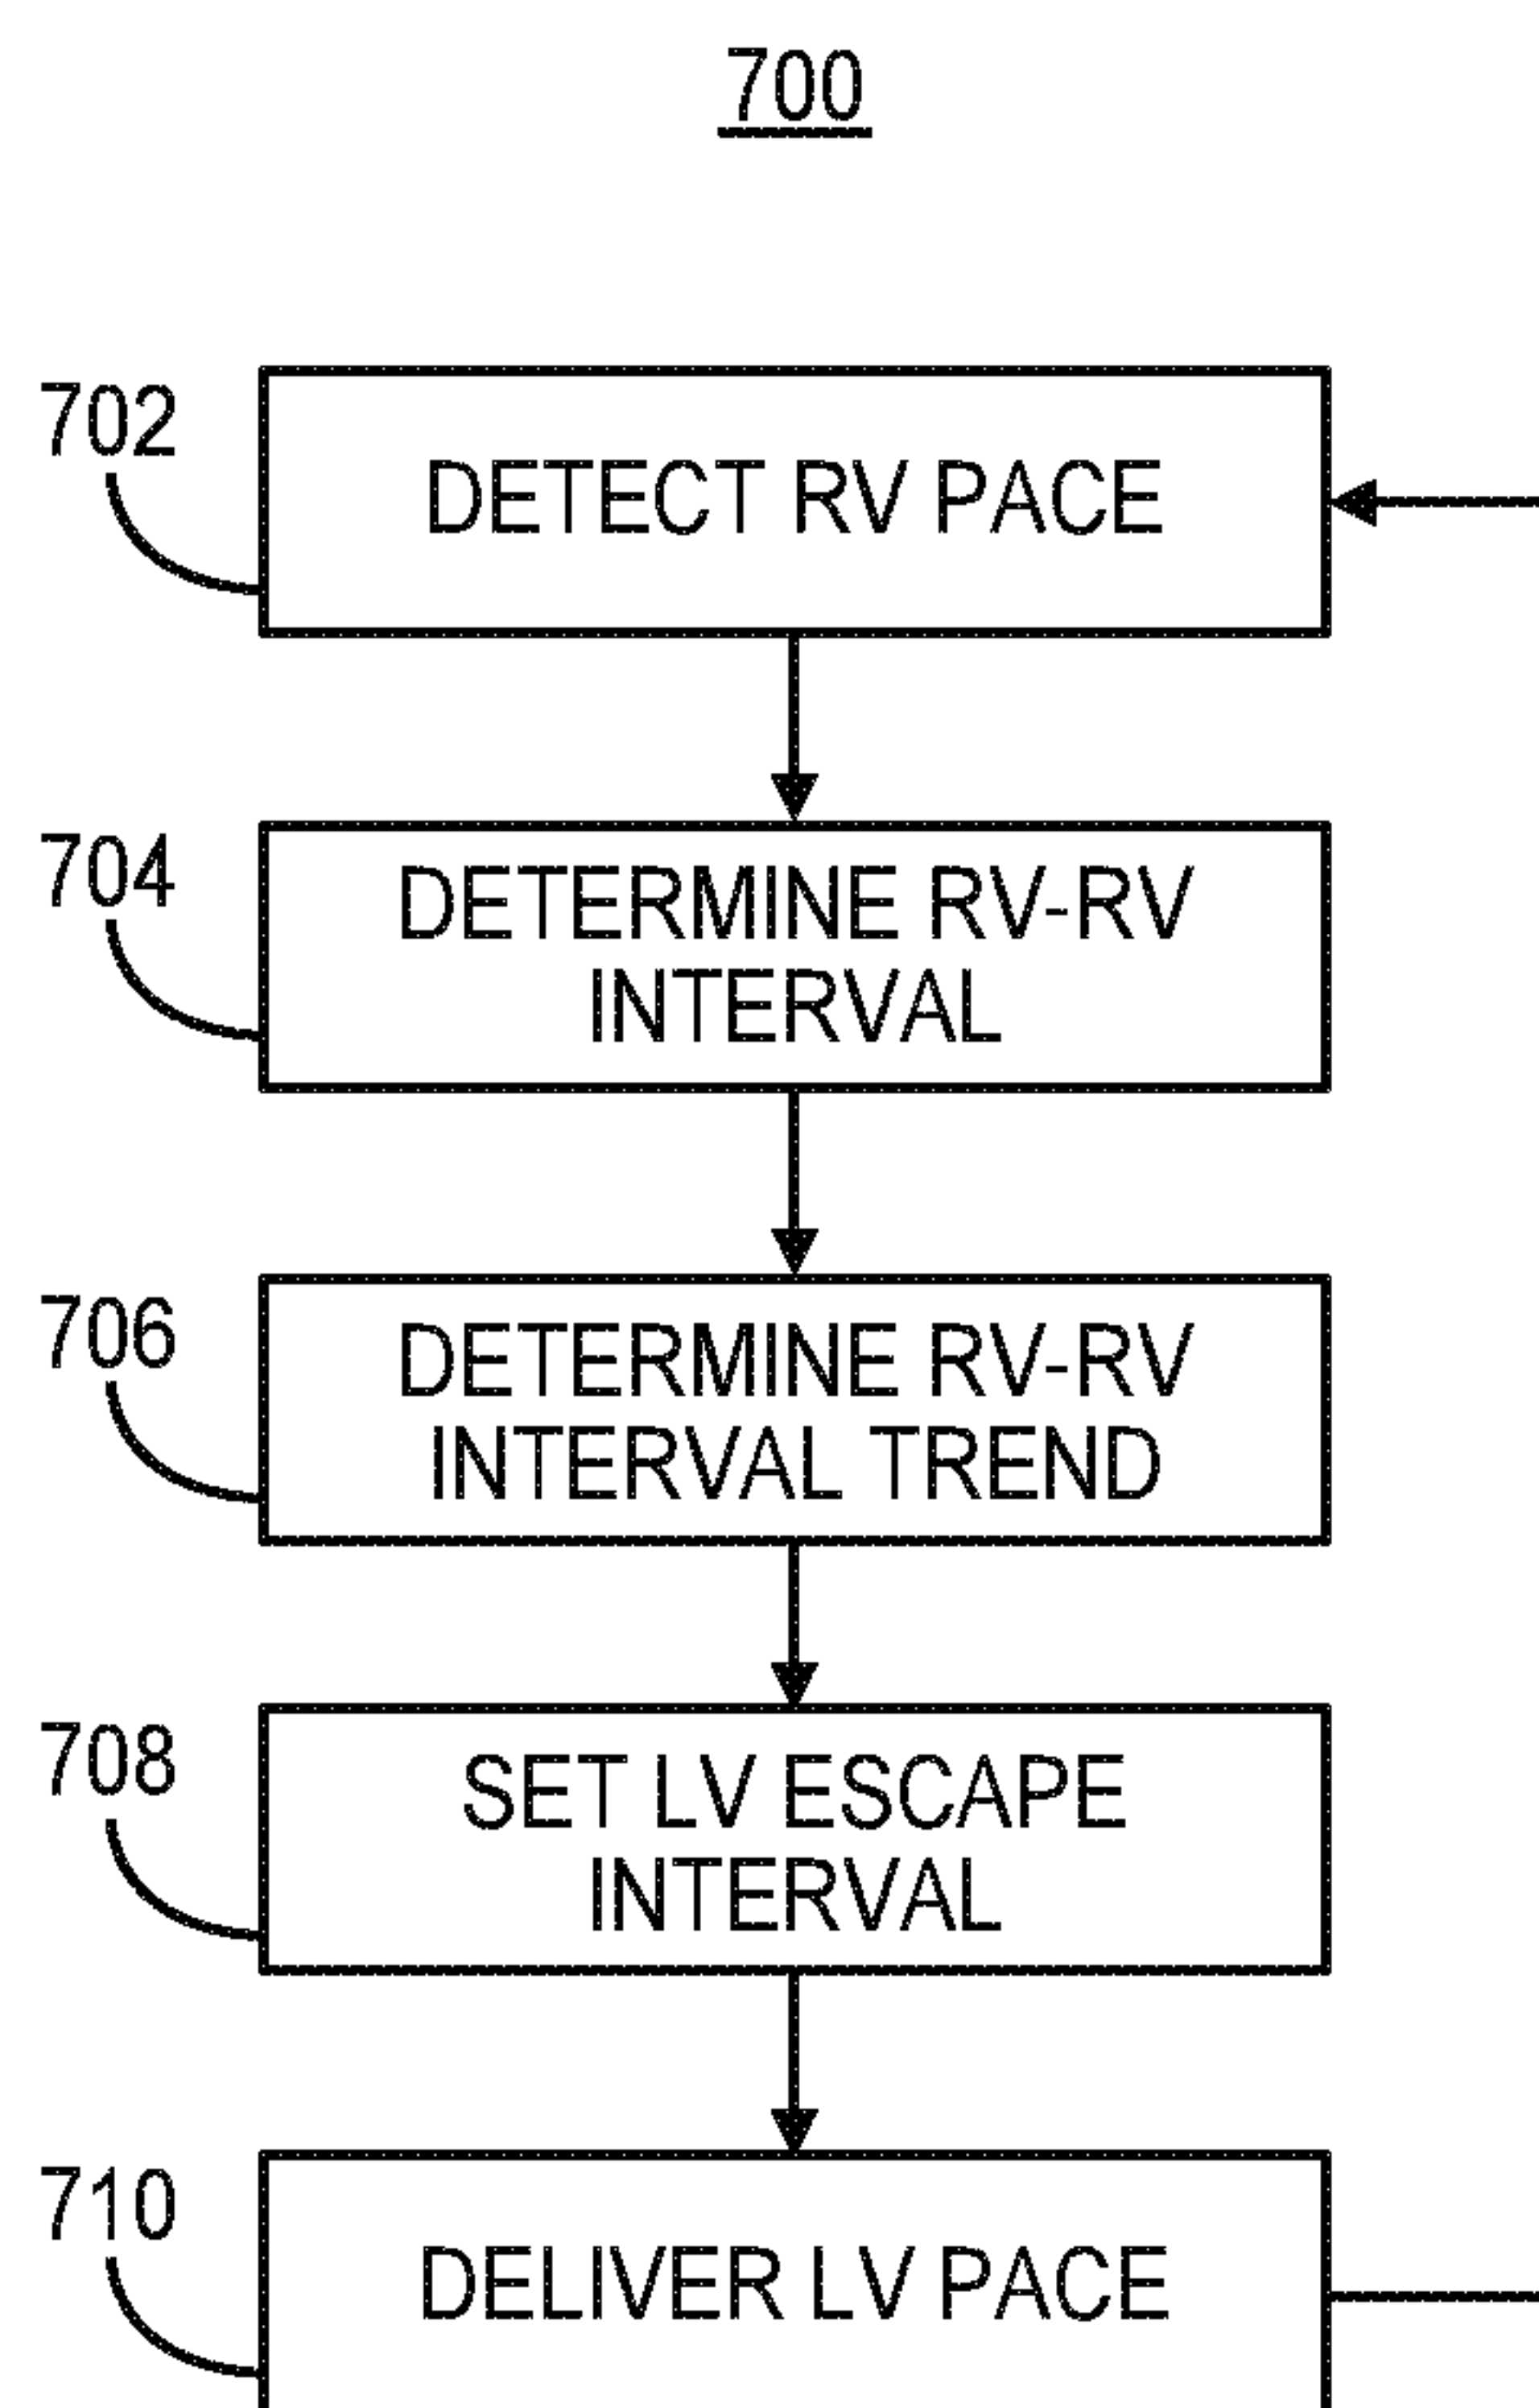 700
702
DETECT RV PACE
704
DETERMINE RV-RV
INTERVAL
706
DETERMINE RV-RV
INTERVAL TREND
708
SET LV ESCAPE
INTERVAL
710
DELIVER LV PACE